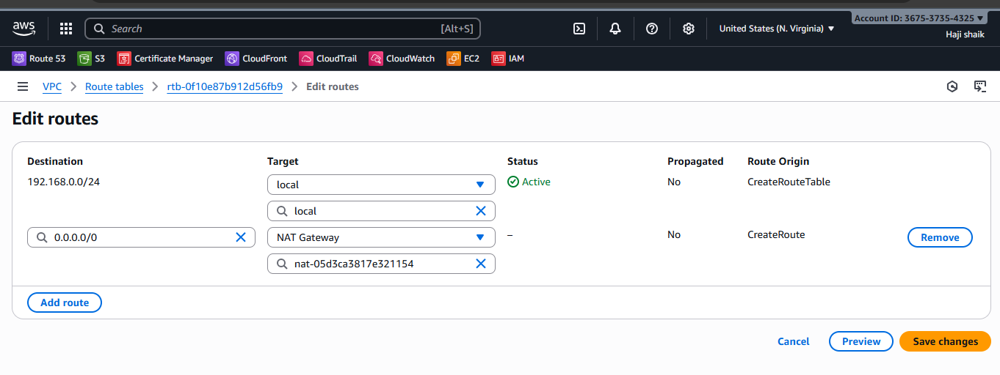 aws
Search [Alt+S]
United States (N. Virginia)
Account ID: 3675-3735-4325
Haji shaik
Route 53 S3 Certificate Manager CloudFront CloudTrail CloudWatch EC2 IAM
VPC Route tables rtb-0f10e87b912d56fb9 Edit routes
Edit routes
Destination Target Status Propagated Route Origin
192.168.0.0/24 local Active No CreateRouteTable
local
0.0.0.0/0 NAT Gateway – No CreateRoute Remove
nat-05d3ca3817e321154
Add route
Cancel Preview Save changes